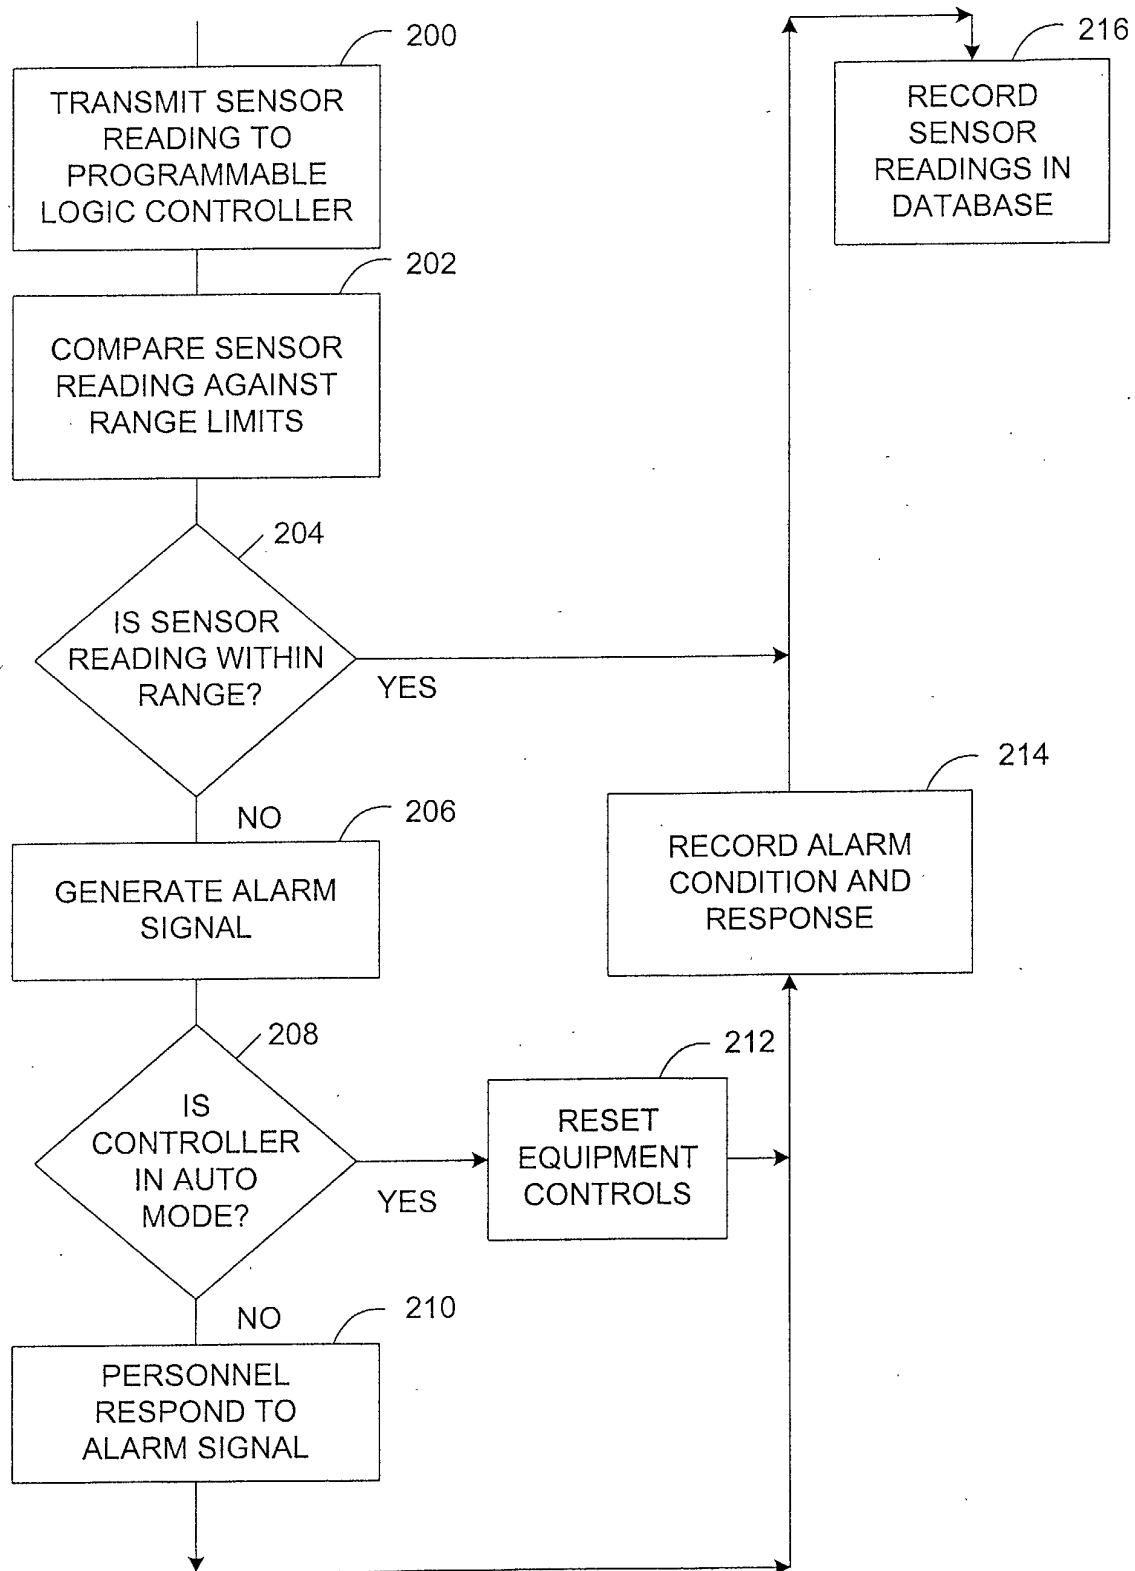 200
TRANSMIT SENSOR
READING TO
PROGRAMMABLE
LOGIC CONTROLLER
202
COMPARE SENSOR
READING AGAINST
RANGE LIMITS
204
IS SENSOR
READING WITHIN
RANGE?
YES
NO
206
GENERATE ALARM
SIGNAL
208
IS
CONTROLLER
IN AUTO
MODE?
YES
NO
210
PERSONNEL
RESPOND TO
ALARM SIGNAL
212
RESET
EQUIPMENT
CONTROLS
214
RECORD ALARM
CONDITION AND
RESPONSE
216
RECORD
SENSOR
READINGS IN
DATABASE